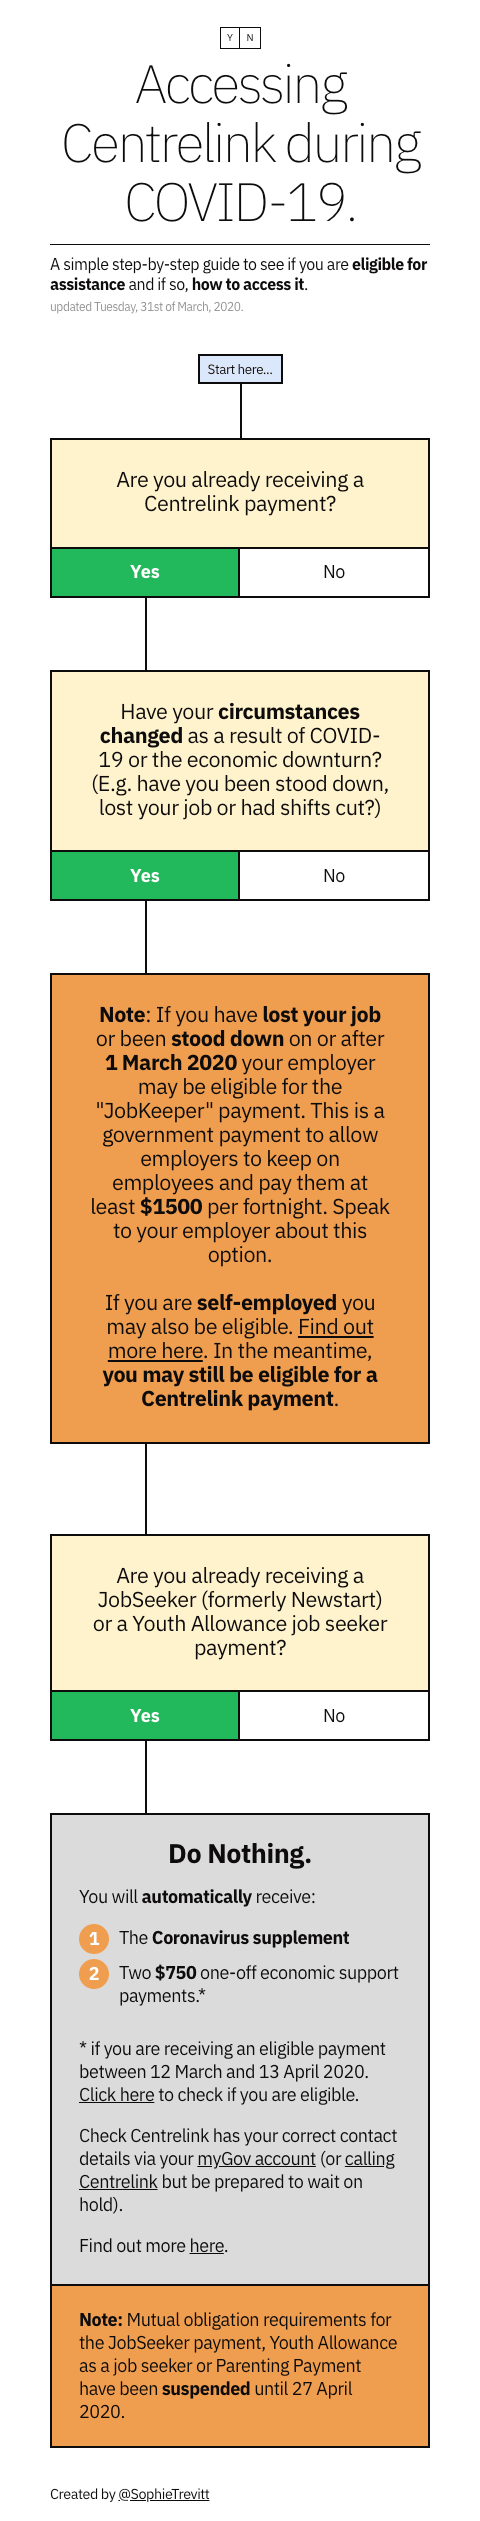 Y N
Accessing
Centrelink during
COVID-19.
A simple step-by-step guide to see if you are eligible for
assistance and if so, how to access it.
updated Tuesday, 31st of March, 2020.
Start here...
Are you already receiving a
Centrelink payment?
Yes No
Have your circumstances
changed as a result of COVID-
19 or the economic downturn?
(E.g. have you been stood down,
lost your job or had shifts cut?)
Yes No
Note: If you have lost your job
or been stood down on or after
1 March 2020 your employer
may be eligible for the
"JobKeeper" payment. This is a
government payment to allow
employers to keep on
employees and pay them at
least $1500 per fortnight. Speak
to your employer about this
option.
If you are self-employed you
may also be eligible. Find out
more here. In the meantime,
you may still be eligible for a
Centrelink payment.
Are you already receiving a
JobSeeker (formerly Newstart)
or a Youth Allowance job seeker
payment?
Yes No
Do Nothing.
You will automatically receive:
1 The Coronavirus supplement
2 Two $750 one-off economic support
payments.*
* if you are receiving an eligible payment
between 12 March and 13 April 2020.
Click here to check if you are eligible.
Check Centrelink has your correct contact
details via your myGov account (or calling
Centrelink but be prepared to wait on
hold).
Find out more here.
Note: Mutual obligation requirements for
the JobSeeker payment, Youth Allowance
as a job seeker or Parenting Payment
have been suspended until 27 April
2020.
Created by @SophieTrevitt